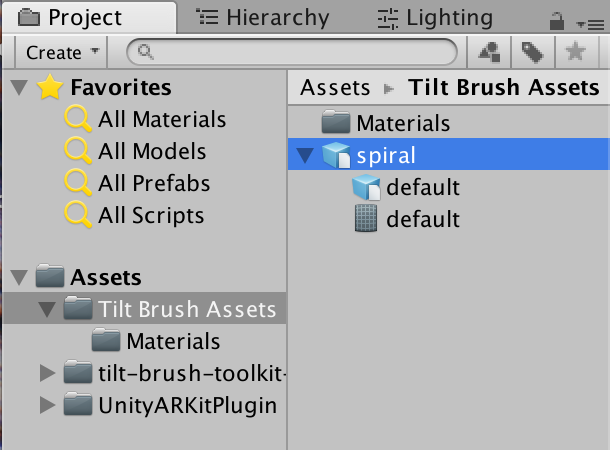 Project Hierarchy Lighting
Create
Favorites
All Materials
All Models
All Prefabs
All Scripts
Assets
Tilt Brush Assets
Materials
tilt-brush-toolkit-
UnityARKitPlugin
Assets Tilt Brush Assets
Materials
spiral
default
default